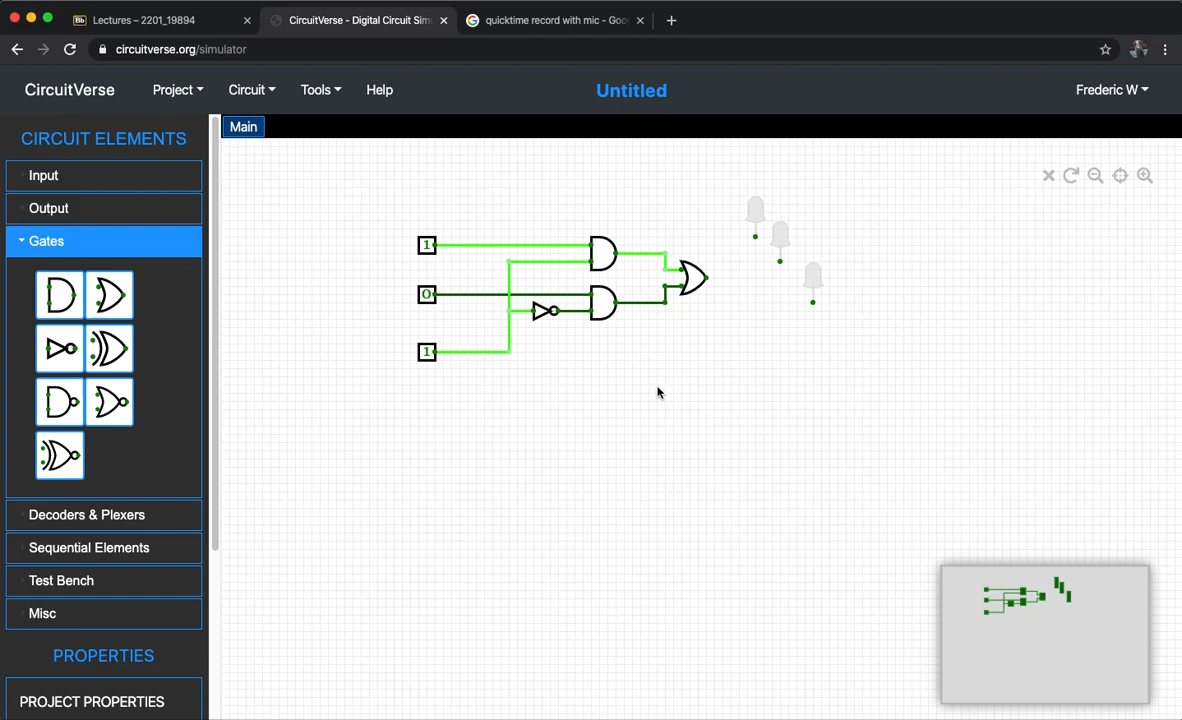 Lectures – 2201_19894
CircuitVerse - Digital Circuit Sim
quicktime record with mic - Goo
circuitverse.org/simulator
CircuitVerse
Project
Circuit
Tools
Help
Untitled
Frederic W
CIRCUIT ELEMENTS
Main
Input
Output
Gates
1
0
1
Decoders & Plexers
Sequential Elements
Test Bench
Misc
PROPERTIES
PROJECT PROPERTIES